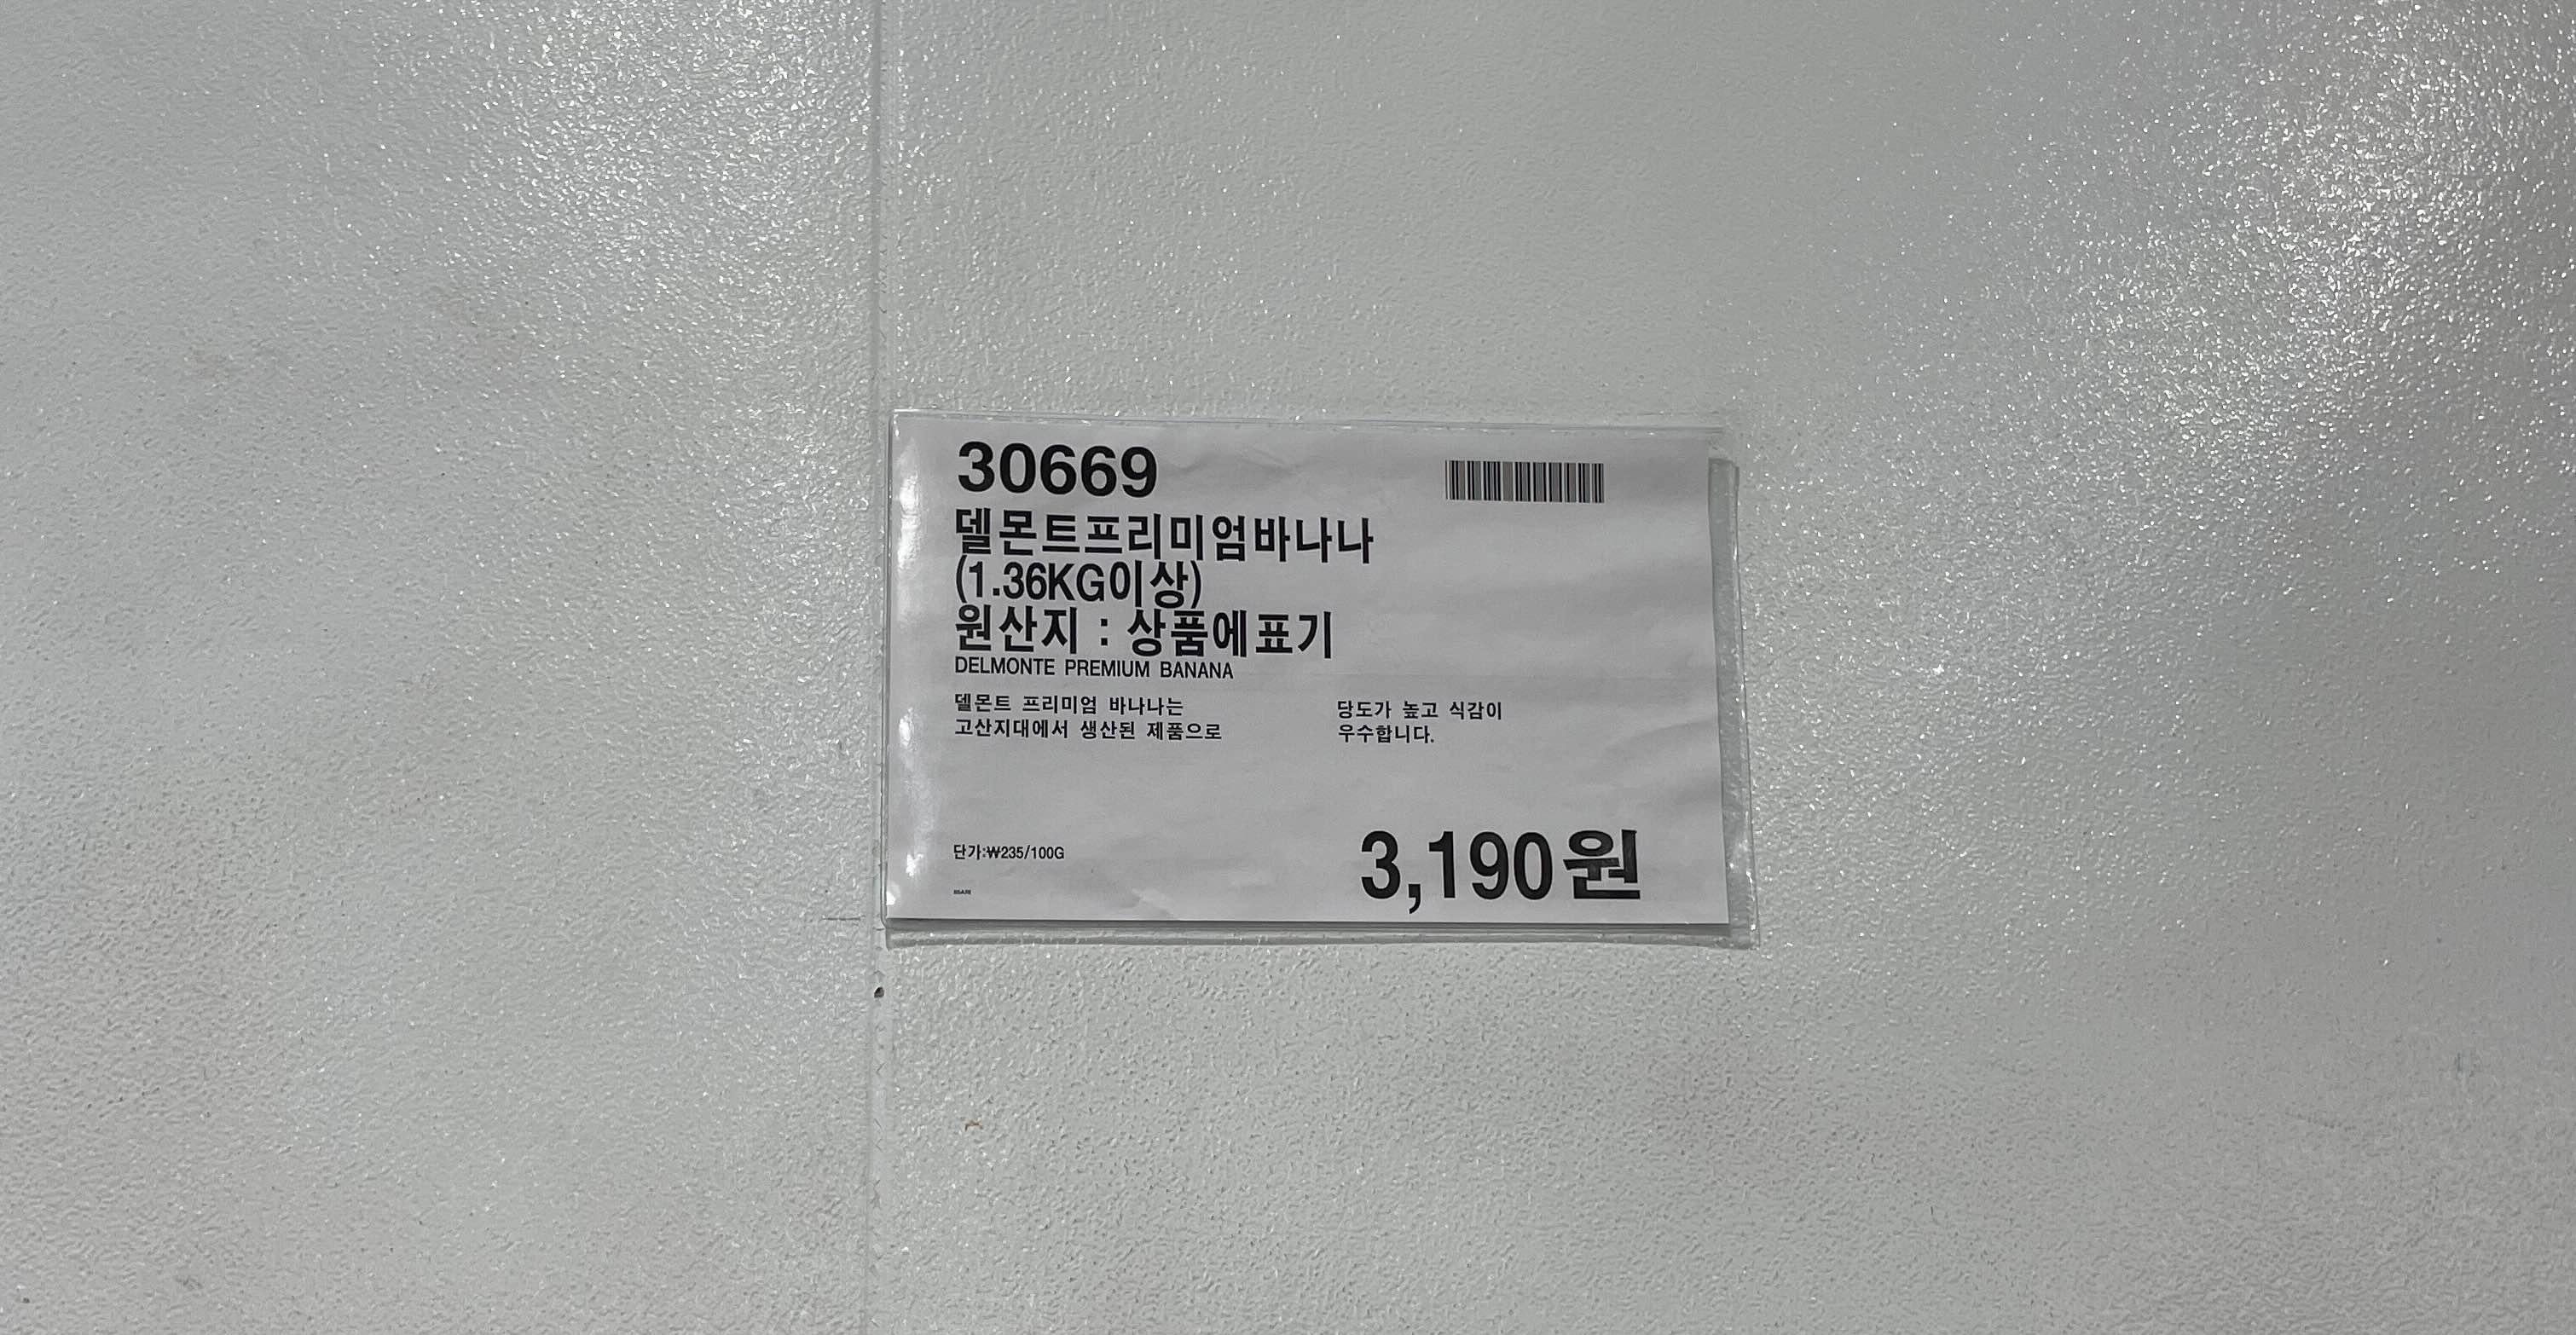 30669
델몬트프리미엄바나나
(1.36KG이상)
원산지 : 상품에표기
DELMONTE PREMIUM BANANA
델몬트 프리미엄 바나나는
고산지대에서 생산된 제품으로
당도가 높고 식감이
우수합니다.
단가:₩235/100G
3,190원